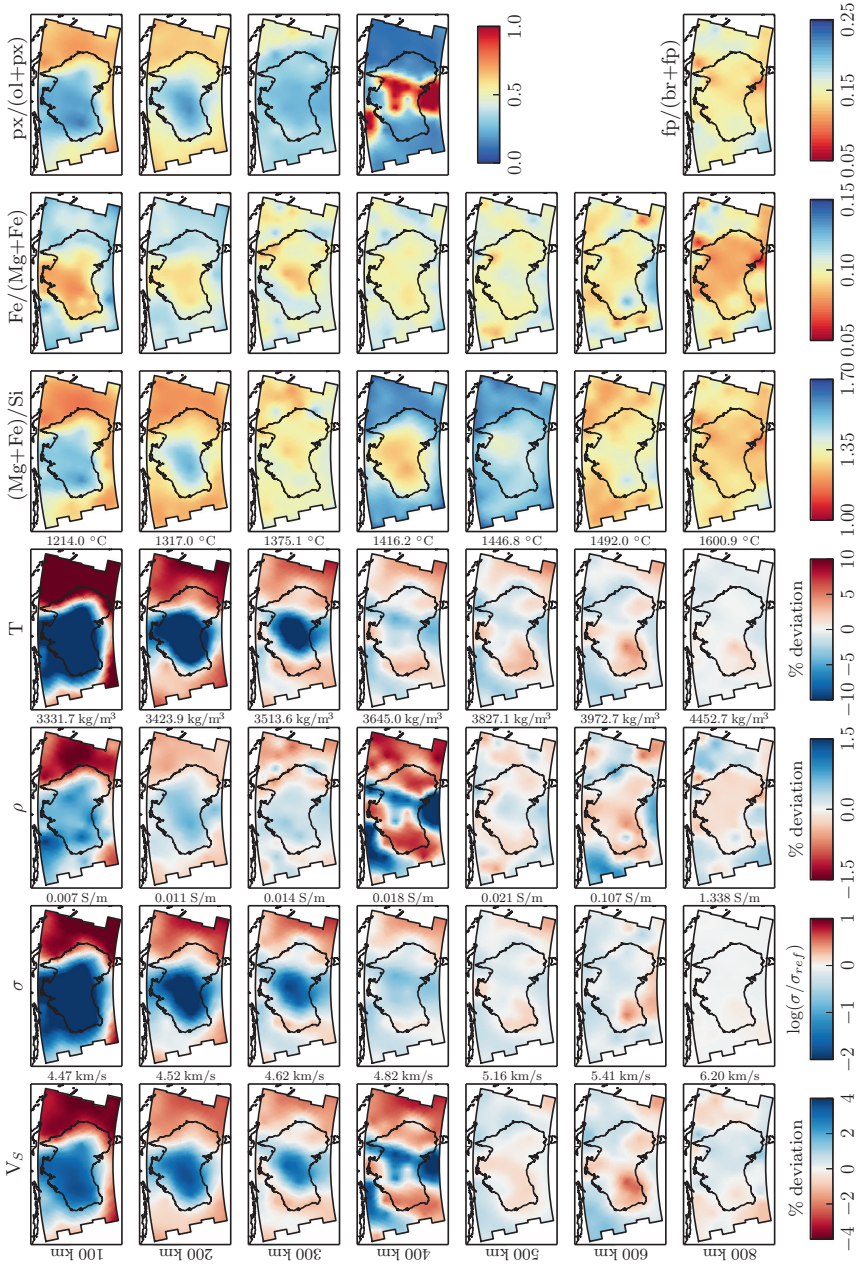 Vs σ ρ T (Mg+Fe)/Si Fe/(Mg+Fe) px/(ol+px)
100 km 4.47 km/s 0.007 S/m 3331.7 kg/m³ 1214.0 °C
200 km 4.52 km/s 0.011 S/m 3423.9 kg/m³ 1317.0 °C
300 km 4.62 km/s 0.014 S/m 3513.6 kg/m³ 1375.1 °C
400 km 4.82 km/s 0.018 S/m 3645.0 kg/m³ 1416.2 °C
0.0 0.5 1.0
500 km 5.16 km/s 0.021 S/m 3827.1 kg/m³ 1446.8 °C
600 km 5.41 km/s 0.107 S/m 3972.7 kg/m³ 1492.0 °C
fp/(br+fp)
800 km 6.20 km/s 1.338 S/m 4452.7 kg/m³ 1600.9 °C
% deviation log(σ/σref) % deviation % deviation
−4 −2 0 2 4 −2 −1 0 1 −1.5 0.0 1.5 −10 −5 0 5 10 1.00 1.35 1.70 0.05 0.10 0.15 0.05 0.15 0.25